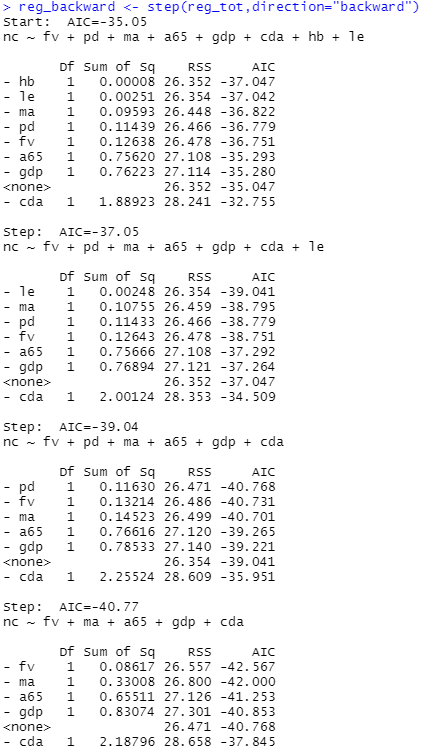 > reg_backward <- step(reg_tot,direction="backward")
Start:  AIC=-35.05
nc ~ fv + pd + ma + a65 + gdp + cda + hb + le

       Df Sum of Sq    RSS     AIC
- hb    1   0.00008 26.352 -37.047
- le    1   0.00251 26.354 -37.042
- ma    1   0.09593 26.448 -36.822
- pd    1   0.11439 26.466 -36.779
- fv    1   0.12638 26.478 -36.751
- a65   1   0.75620 27.108 -35.293
- gdp   1   0.76223 27.114 -35.280
<none>              26.352 -35.047
- cda   1   1.88923 28.241 -32.755

Step:  AIC=-37.05
nc ~ fv + pd + ma + a65 + gdp + cda + le

       Df Sum of Sq    RSS     AIC
- le    1   0.00248 26.354 -39.041
- ma    1   0.10755 26.459 -38.795
- pd    1   0.11433 26.466 -38.779
- fv    1   0.12643 26.478 -38.751
- a65   1   0.75666 27.108 -37.292
- gdp   1   0.76894 27.121 -37.264
<none>              26.352 -37.047
- cda   1   2.00124 28.353 -34.509

Step:  AIC=-39.04
nc ~ fv + pd + ma + a65 + gdp + cda

       Df Sum of Sq    RSS     AIC
- pd    1   0.11630 26.471 -40.768
- fv    1   0.13214 26.486 -40.731
- ma    1   0.14523 26.499 -40.701
- a65   1   0.76616 27.120 -39.265
- gdp   1   0.78533 27.140 -39.221
<none>              26.354 -39.041
- cda   1   2.25524 28.609 -35.951

Step:  AIC=-40.77
nc ~ fv + ma + a65 + gdp + cda

       Df Sum of Sq    RSS     AIC
- fv    1   0.08617 26.557 -42.567
- ma    1   0.33008 26.800 -42.000
- a65   1   0.65511 27.126 -41.253
- gdp   1   0.83074 27.301 -40.853
<none>              26.471 -40.768
- cda   1   2.18796 28.658 -37.845